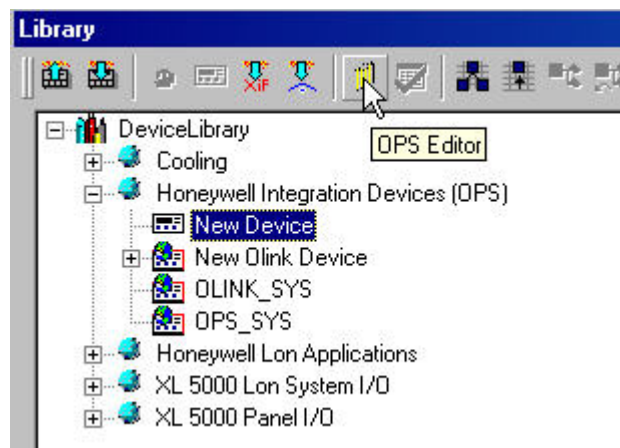 Library
XIF
OPS Editor
DeviceLibrary
Cooling
Honeywell Integration Devices (OPS)
New Device
New Olink Device
OLINK_SYS
OPS_SYS
Honeywell Lon Applications
XL 5000 Lon System I/O
XL 5000 Panel I/O